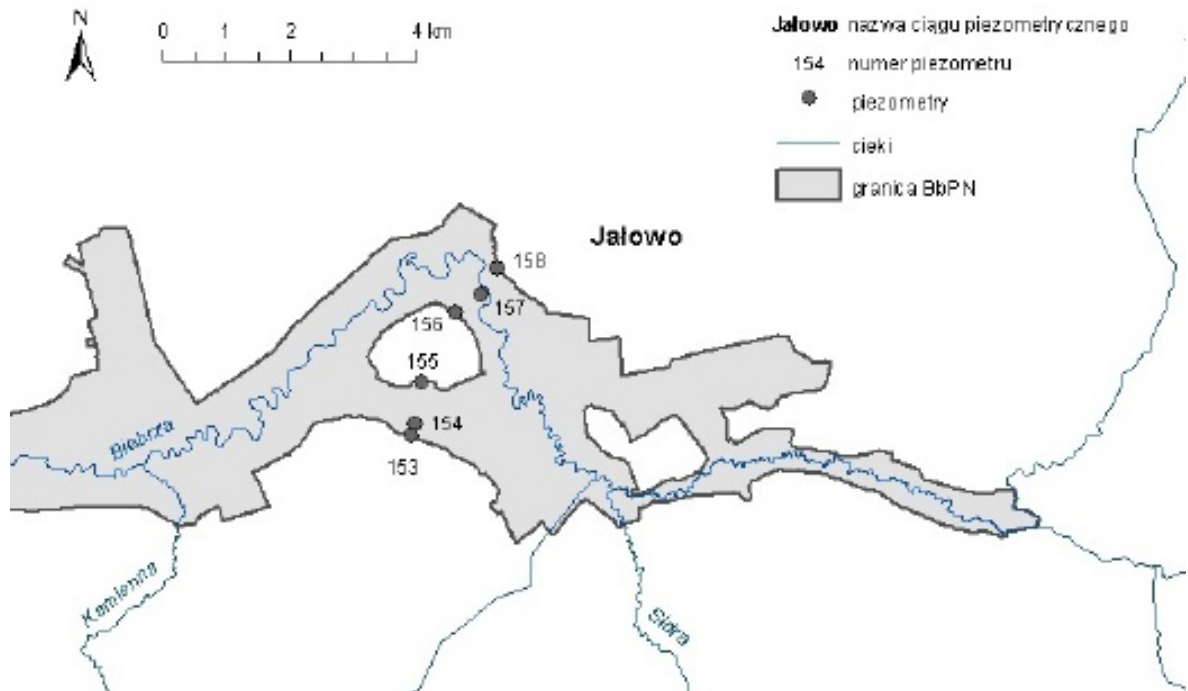 N
0 1 2 4 km
Jałowo nazwa ciągu piezometrycznego
154 numer piezometru
piezometry
cieki
granica BbPN
Jałowo
158
157
156
155
154
153
Biebrza
Kamienna
Sidra